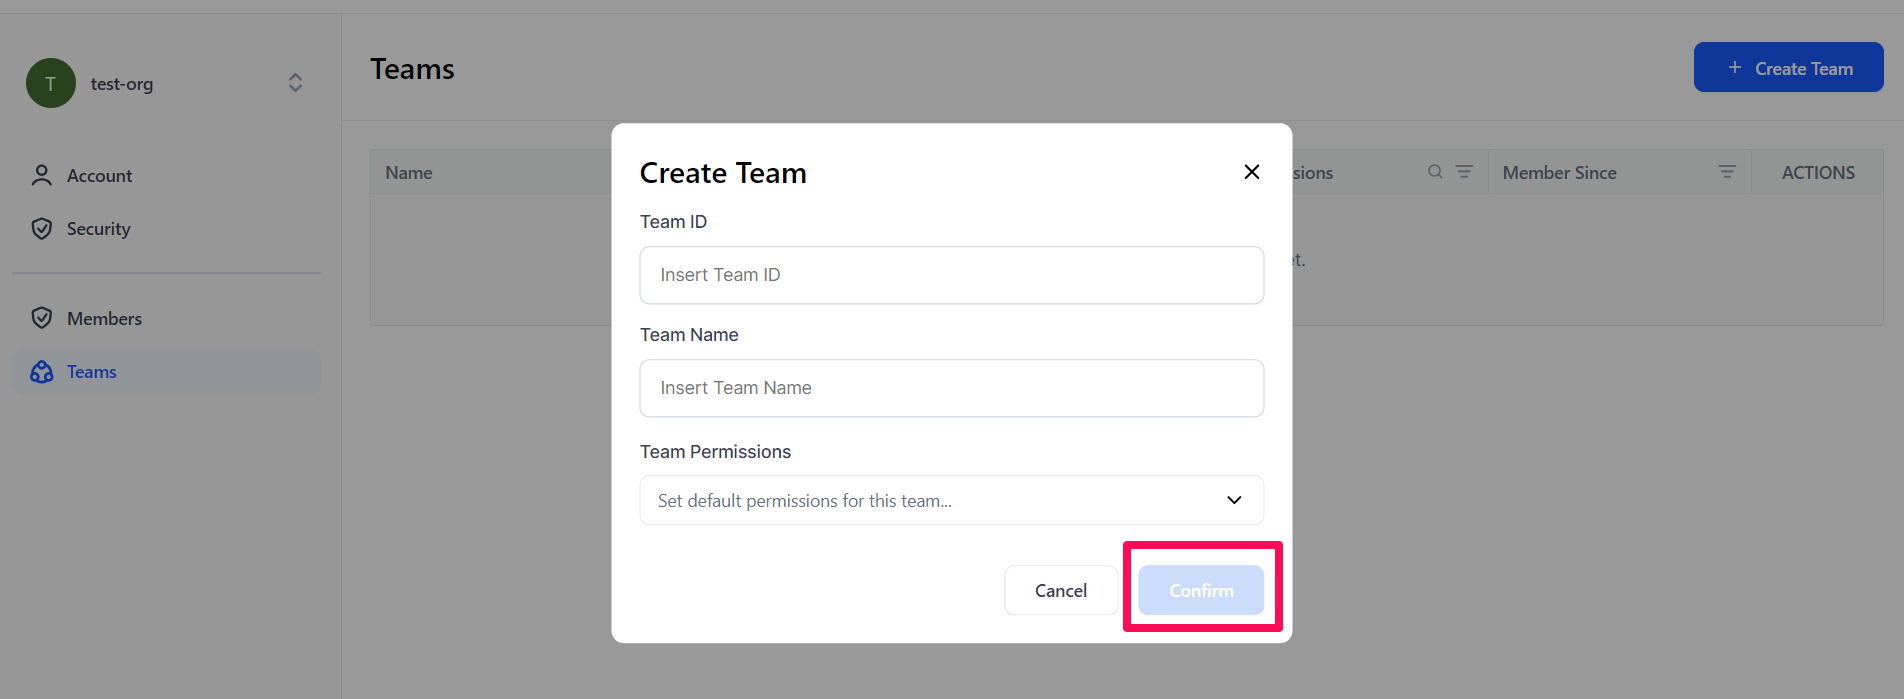 T
test-org
Account
Security
Members
Teams
Teams
+ Create Team
Name
sions
Member Since
ACTIONS
et.
Create Team
Team ID
Insert Team ID
Team Name
Insert Team Name
Team Permissions
Set default permissions for this team...
Cancel
Confirm